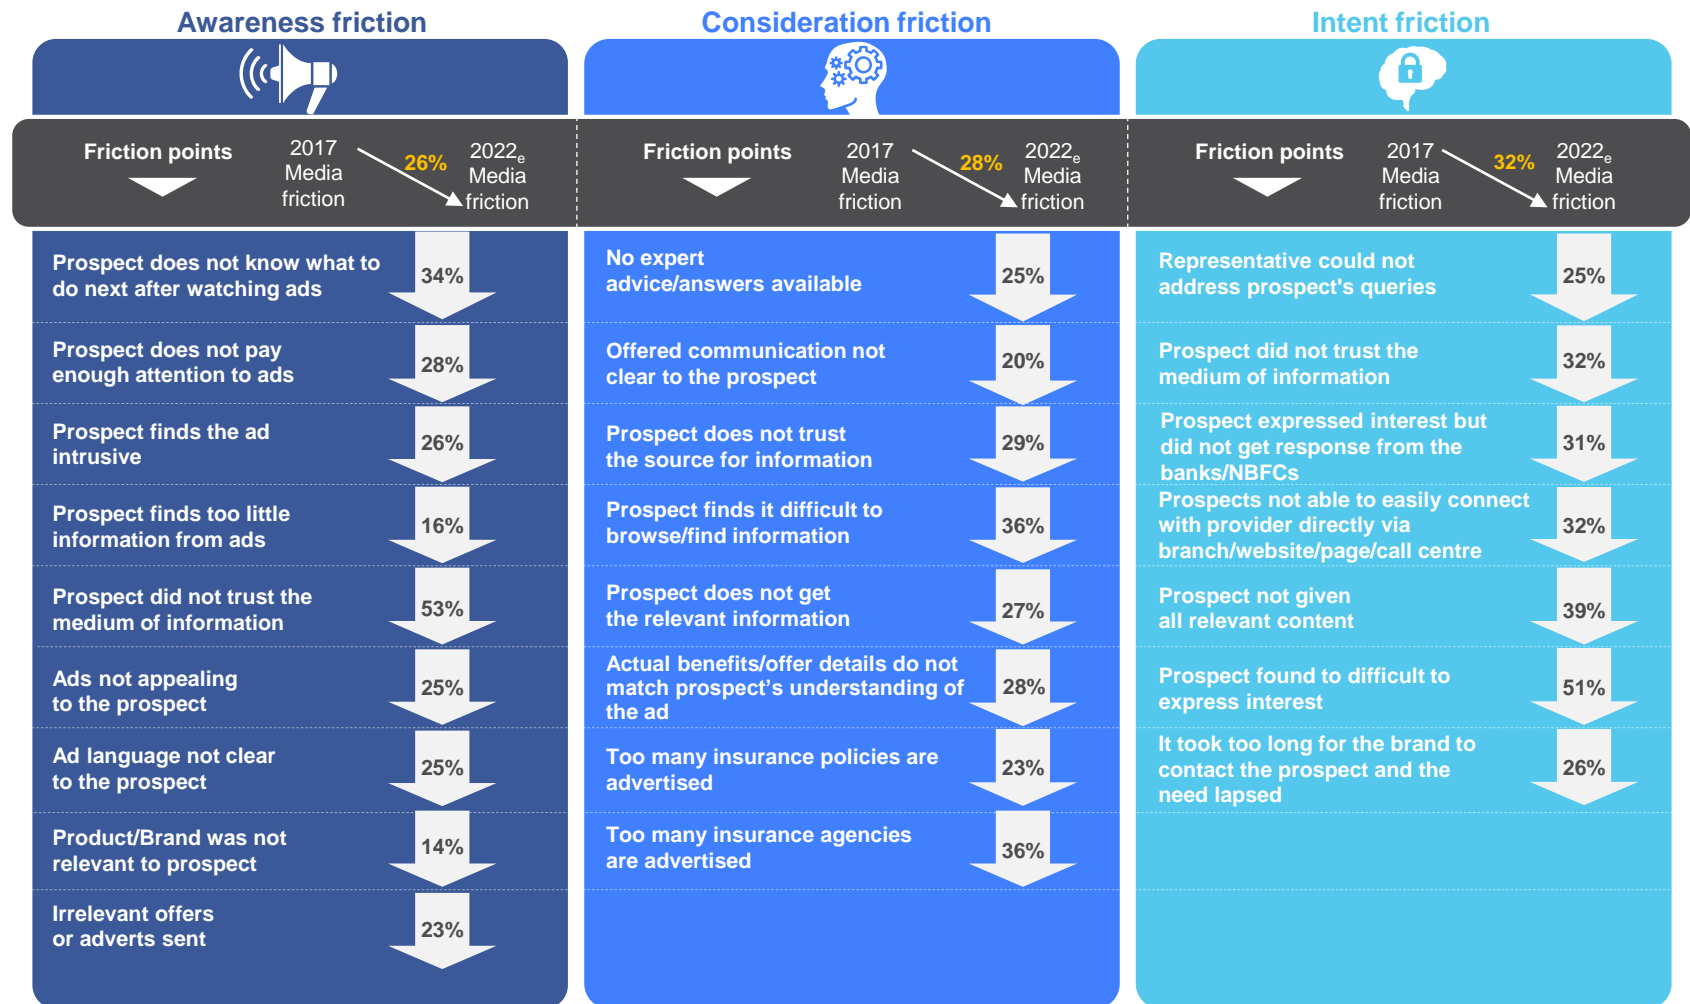 Awareness friction
Consideration friction
Intent friction
Friction points
2017
Media
friction
26%
2022e
Media
friction
Friction points
2017
Media
friction
28%
2022e
Media
friction
Friction points
2017
Media
friction
32%
2022e
Media
friction
Prospect does not know what to
do next after watching ads
34%
Prospect does not pay
enough attention to ads
28%
Prospect finds the ad
intrusive
26%
Prospect finds too little
information from ads
16%
Prospect did not trust the
medium of information
53%
Ads not appealing
to the prospect
25%
Ad language not clear
to the prospect
25%
Product/Brand was not
relevant to prospect
14%
Irrelevant offers
or adverts sent
23%
No expert
advice/answers available
25%
Offered communication not
clear to the prospect
20%
Prospect does not trust
the source for information
29%
Prospect finds it difficult to
browse/find information
36%
Prospect does not get
the relevant information
27%
Actual benefits/offer details do not
match prospect’s understanding of
the ad
28%
Too many insurance policies are
advertised
23%
Too many insurance agencies
are advertised
36%
Representative could not
address prospect's queries
25%
Prospect did not trust the
medium of information
32%
Prospect expressed interest but
did not get response from the
banks/NBFCs
31%
Prospects not able to easily connect
with provider directly via
branch/website/page/call centre
32%
Prospect not given
all relevant content
39%
Prospect found to difficult to
express interest
51%
It took too long for the brand to
contact the prospect and the
need lapsed
26%